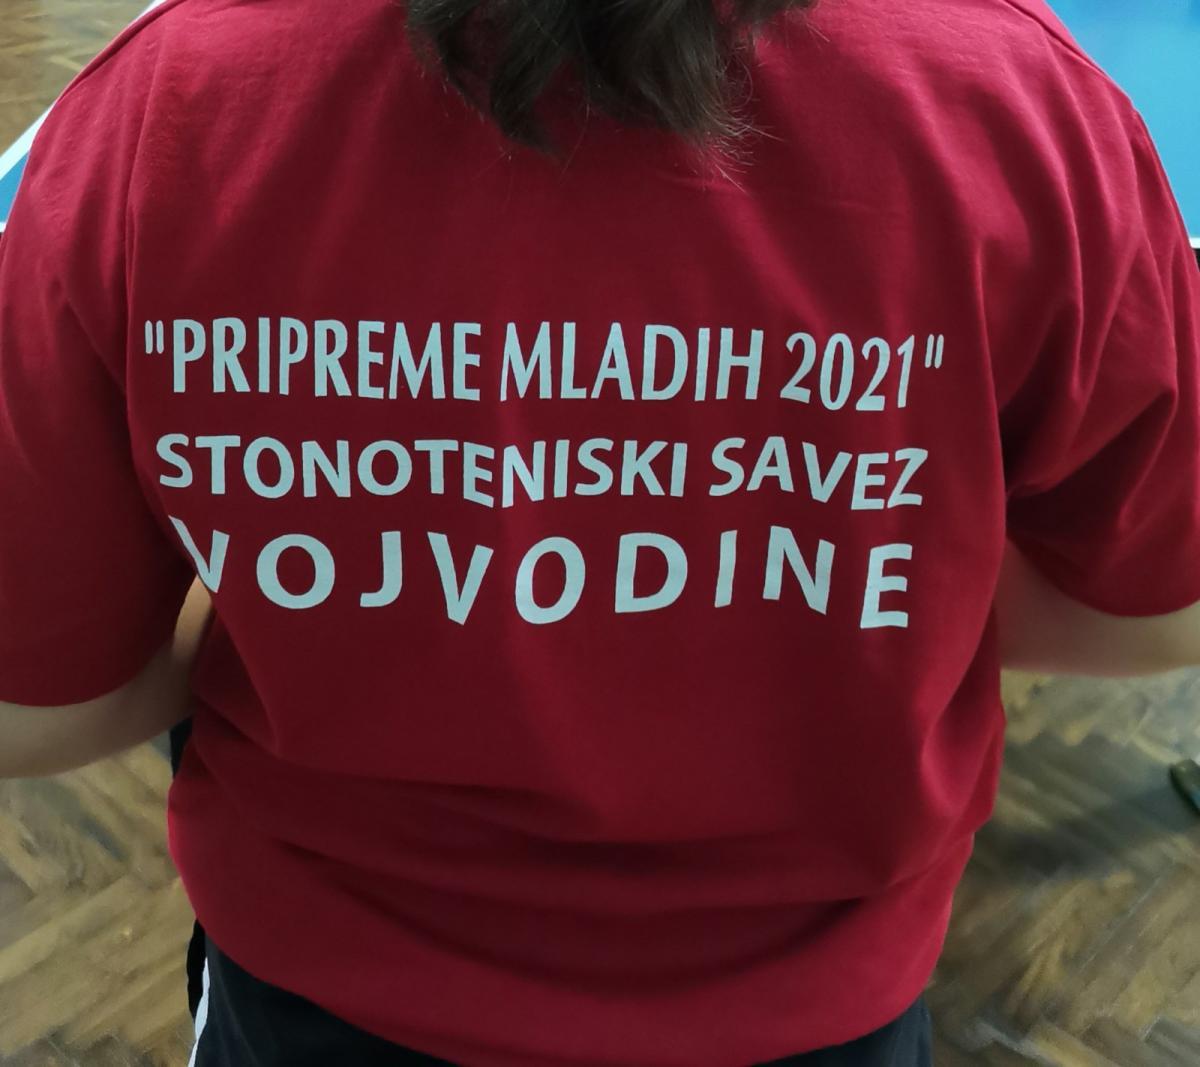 "PRIPREME MLADIH 2021"
STONOTENISKI SAVEZ
VOJVODINE